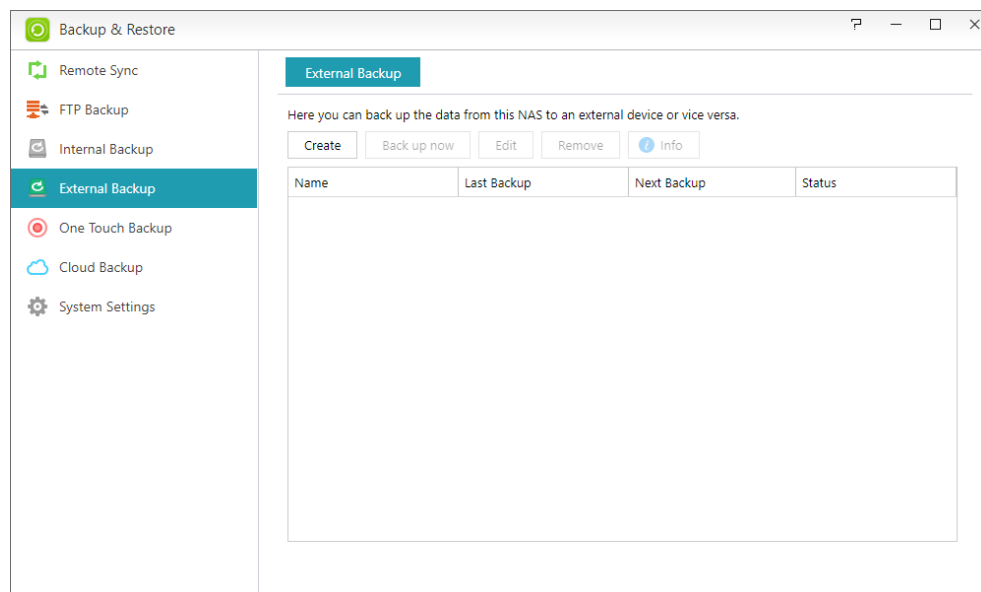 Backup & Restore
Remote Sync
FTP Backup
Internal Backup
External Backup
One Touch Backup
Cloud Backup
System Settings
External Backup
Here you can back up the data from this NAS to an external device or vice versa.
Create Back up now Edit Remove Info
Name Last Backup Next Backup Status